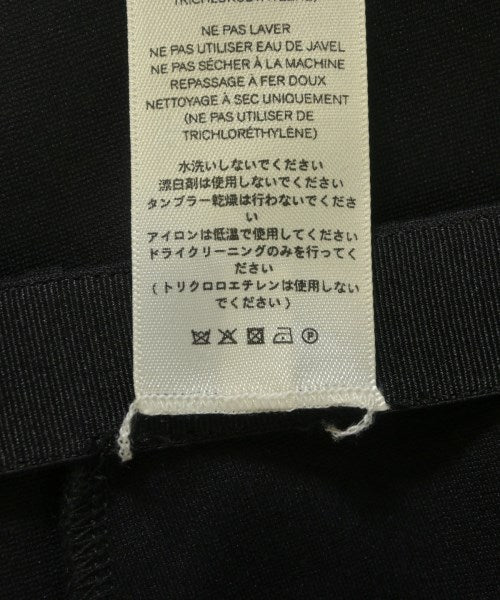 NE PAS LAVER
NE PAS UTILISER EAU DE JAVEL
NE PAS SÉCHER À LA MACHINE
REPASSAGE À FER DOUX
NETTOYAGE À SEC UNIQUEMENT
(NE PAS UTILISER DE
TRICHLORÉTHYLÈNE)
水洗いしないでください
漂白剤は使用しないでください
タンブラー乾燥は行わないでくださ
い
アイロンは低温で使用してください
ドライクリーニングのみを行ってく
ださい
(トリクロロエチレンは使用しない
でください)
P